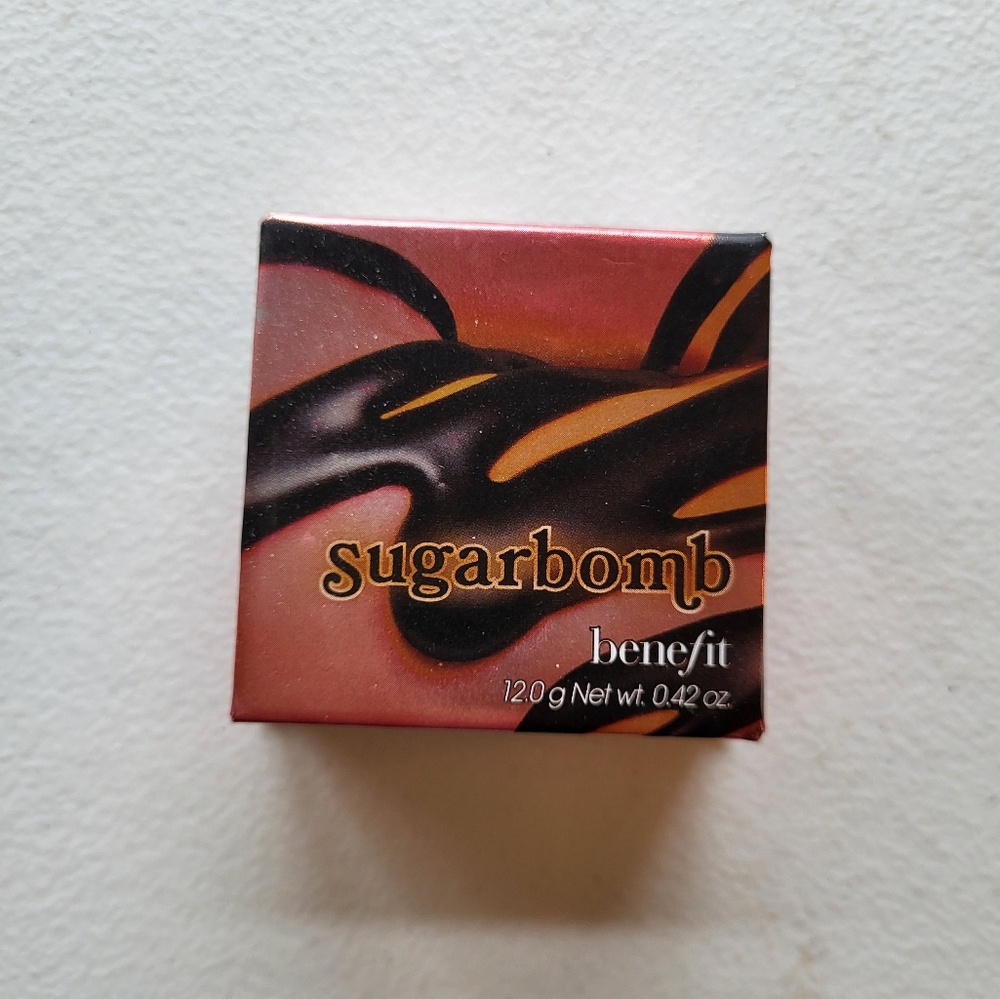 sugarbomb
benefit
12.0 g Net wt. 0.42 oz.